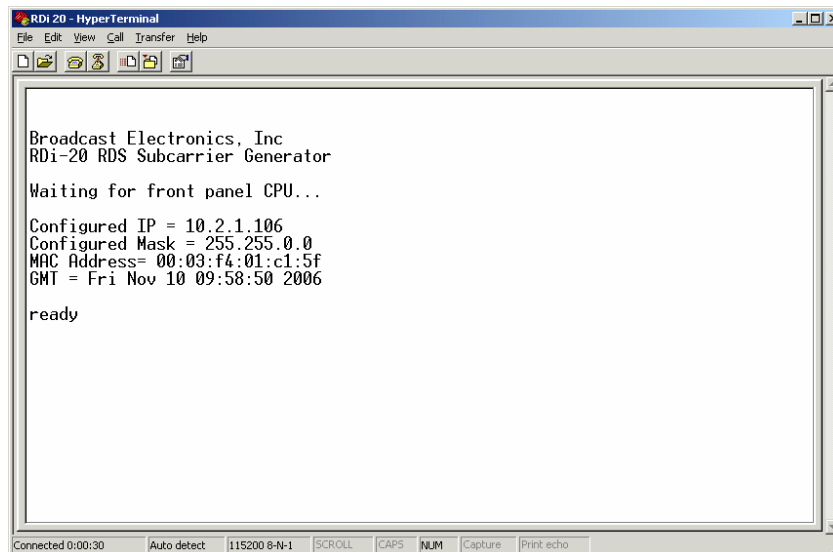 RDi 20 - HyperTerminal
File Edit View Call Transfer Help
Broadcast Electronics, Inc
RDi-20 RDS Subcarrier Generator
Waiting for front panel CPU...
Configured IP = 10.2.1.106
Configured Mask = 255.255.0.0
MAC Address= 00:03:f4:01:c1:5f
GMT = Fri Nov 10 09:58:50 2006
ready
Connected 0:00:30 Auto detect 115200 8-N-1 SCROLL CAPS NUM Capture Print echo